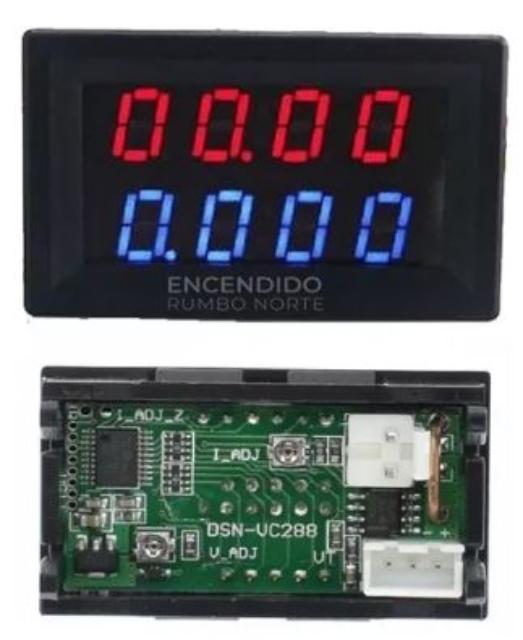 00.00
0.000
ENCENDIDO
RUMBO NORTE
I_ADJ_Z
I_ADJ
DSN-VC288
V_ADJ
VT
- +